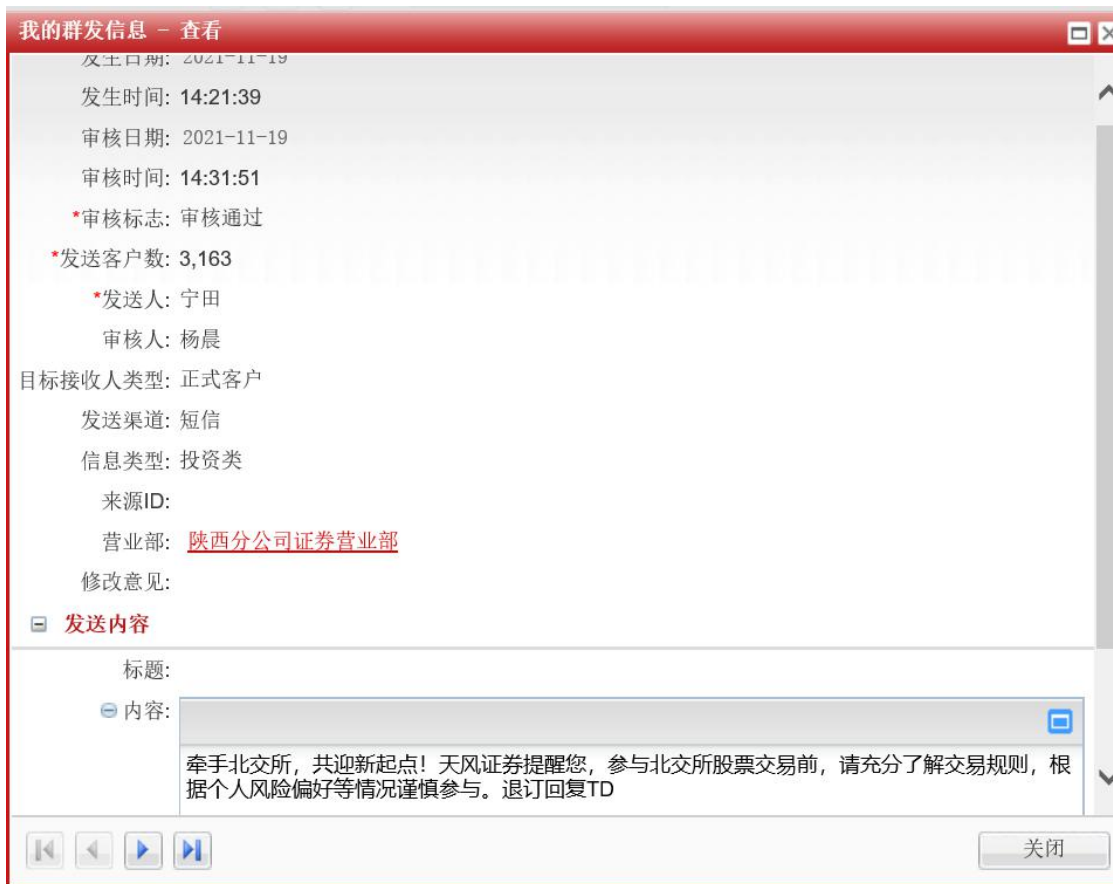 我的群发信息 - 查看
发生日期: 2021-11-19
发生时间: 14:21:39
审核日期: 2021-11-19
审核时间: 14:31:51
*审核标志: 审核通过
*发送客户数: 3,163
*发送人: 宁田
审核人: 杨晨
目标接收人类型: 正式客户
发送渠道: 短信
信息类型: 投资类
来源ID:
营业部: 陕西分公司证券营业部
修改意见:
发送内容
标题:
内容:
牵手北交所，共迎新起点！天风证券提醒您，参与北交所股票交易前，请充分了解交易规则，根
据个人风险偏好等情况谨慎参与。退订回复TD
关闭